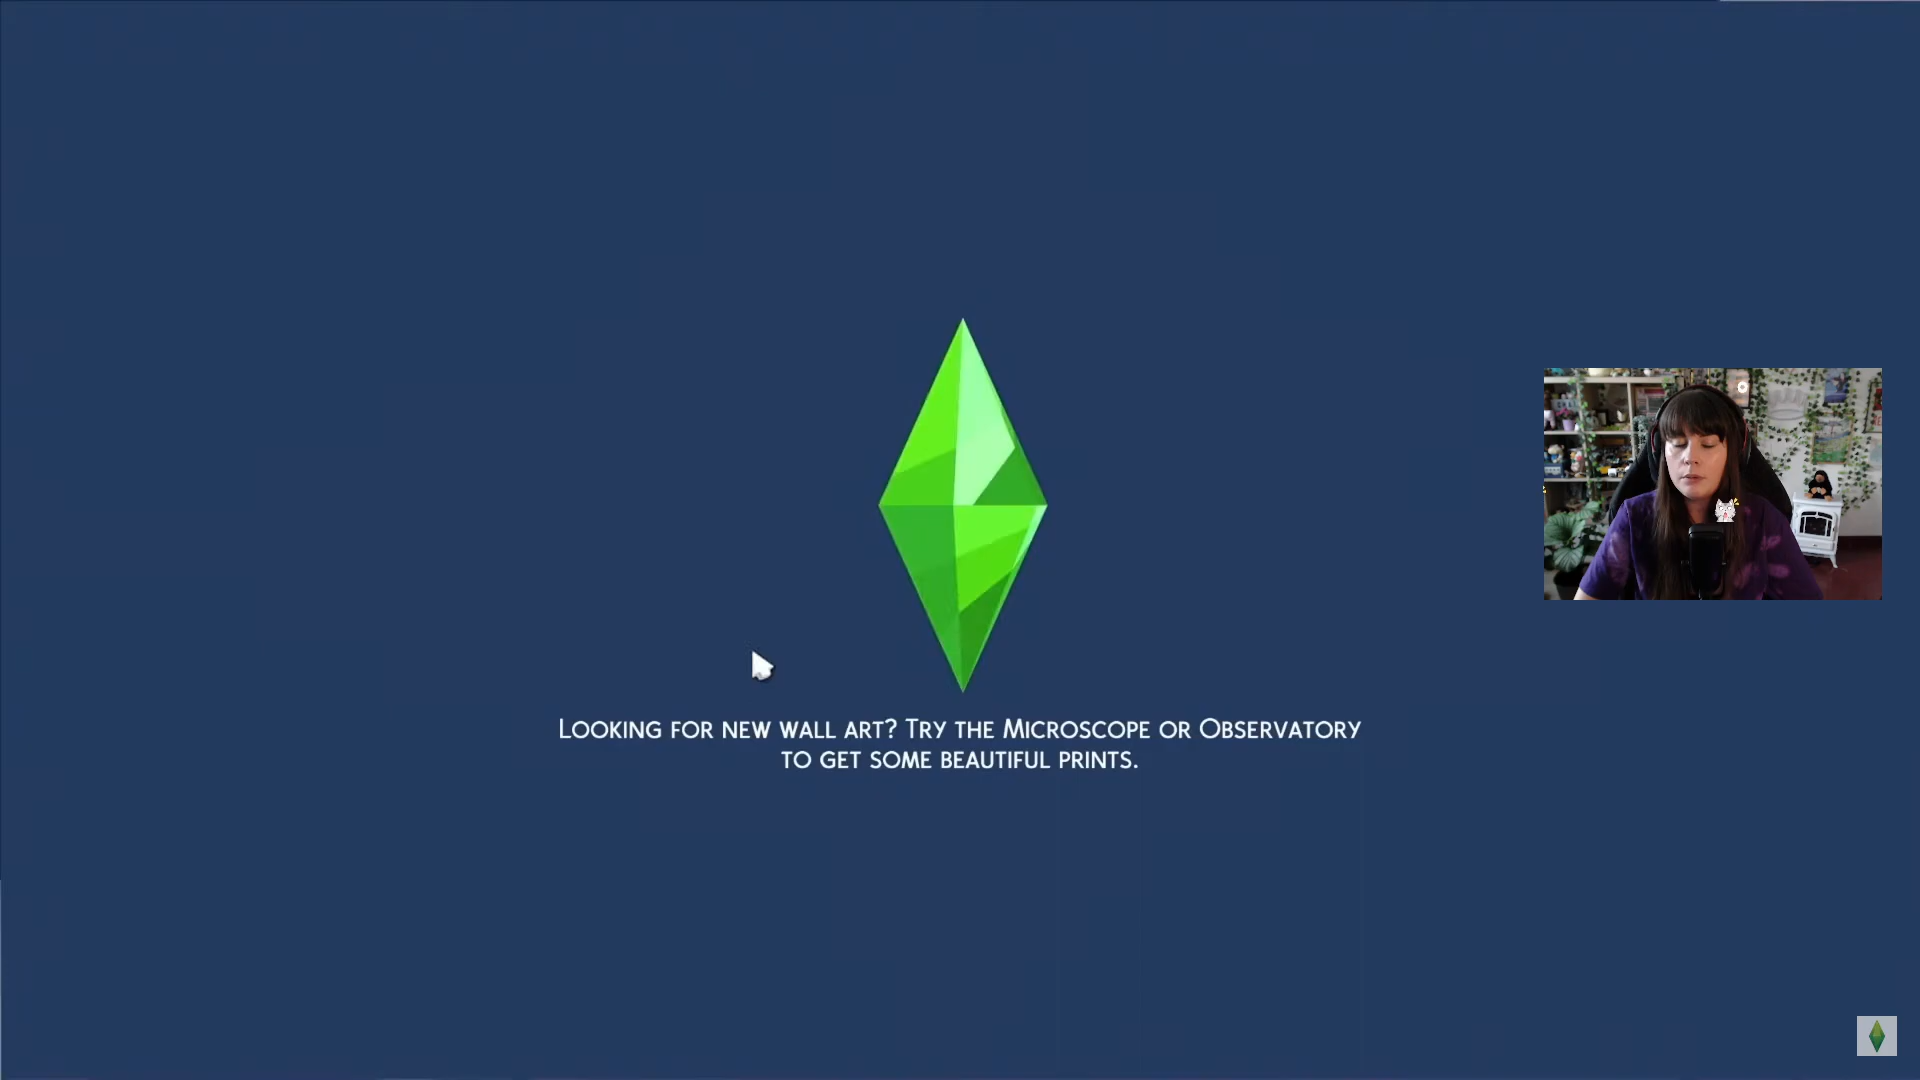 Looking for new wall art? Try the Microscope or Observatory
to get some beautiful prints.